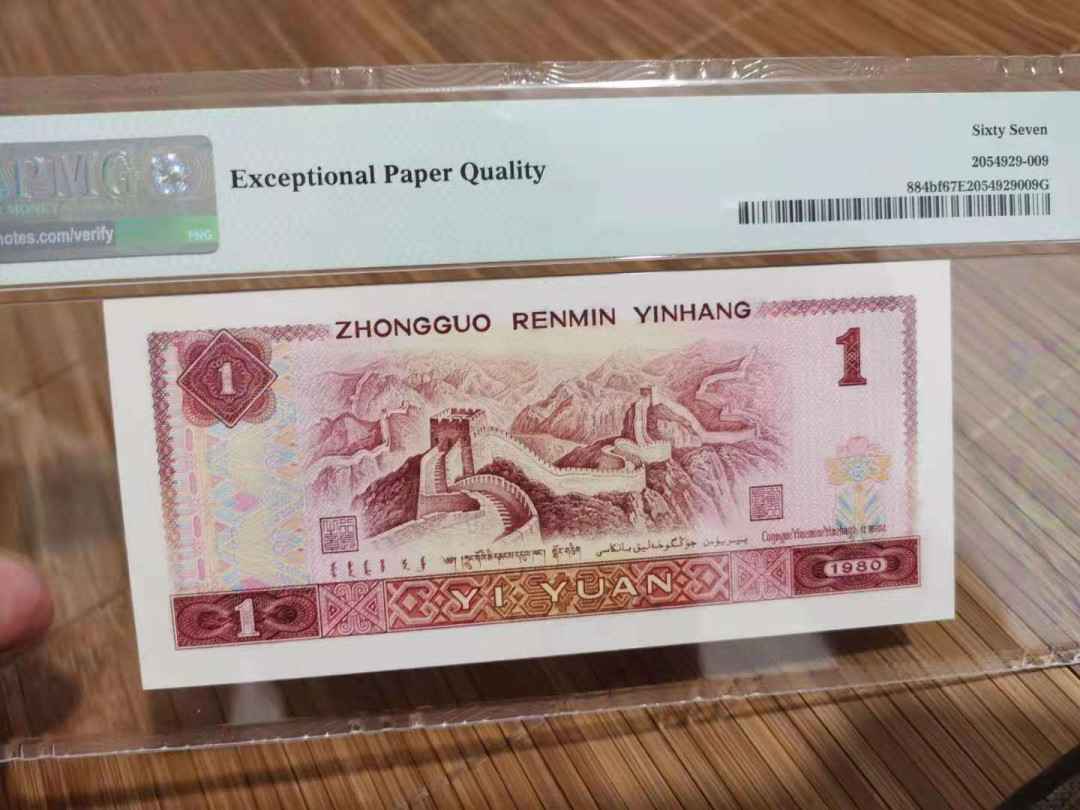 Sixty Seven
2054929-009
884bf67E2054929009G
PMG
Exceptional Paper Quality
notes.com/verify
PNG
ZHONGGUO RENMIN YINHANG
1
1
YI YUAN
1
1980